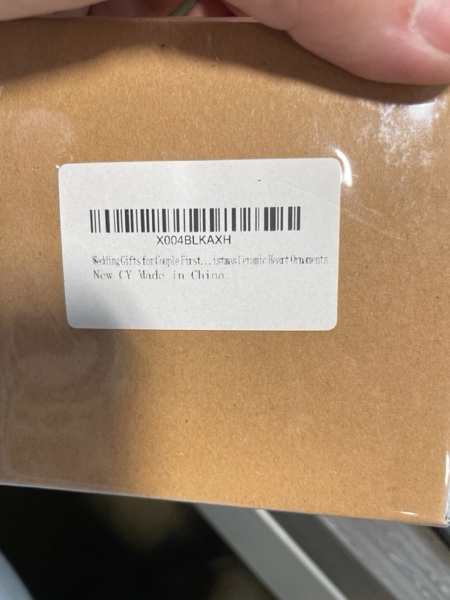 X004BLKAXH
Wedding Gifts for Couple First...istmas Ceramic Heart Ornaments
New CY Made in China